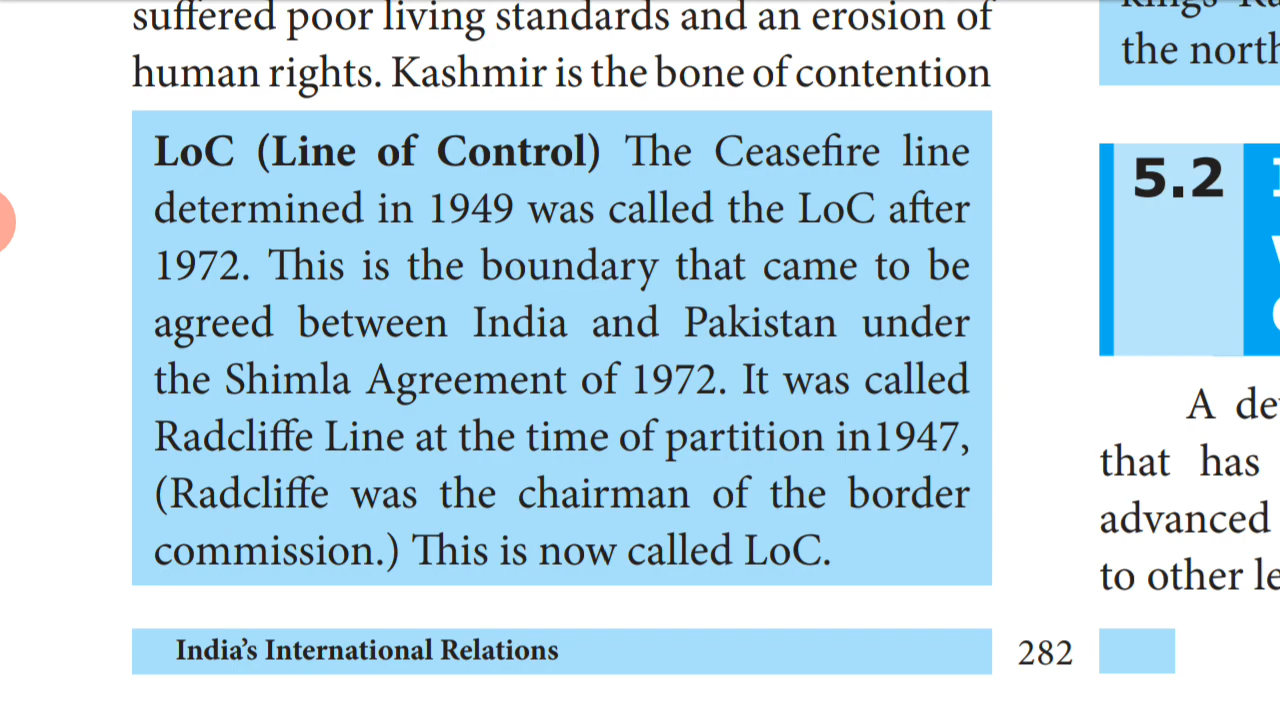 suffered poor living standards and an erosion of
human rights. Kashmir is the bone of contention
LoC (Line of Control) The Ceasefire line
determined in 1949 was called the LoC after
1972. This is the boundary that came to be
agreed between India and Pakistan under
the Shimla Agreement of 1972. It was called
Radcliffe Line at the time of partition in1947,
(Radcliffe was the chairman of the border
commission.) This is now called LoC.
India’s International Relations
282
the north
5.2
A
that has
advanced
to other